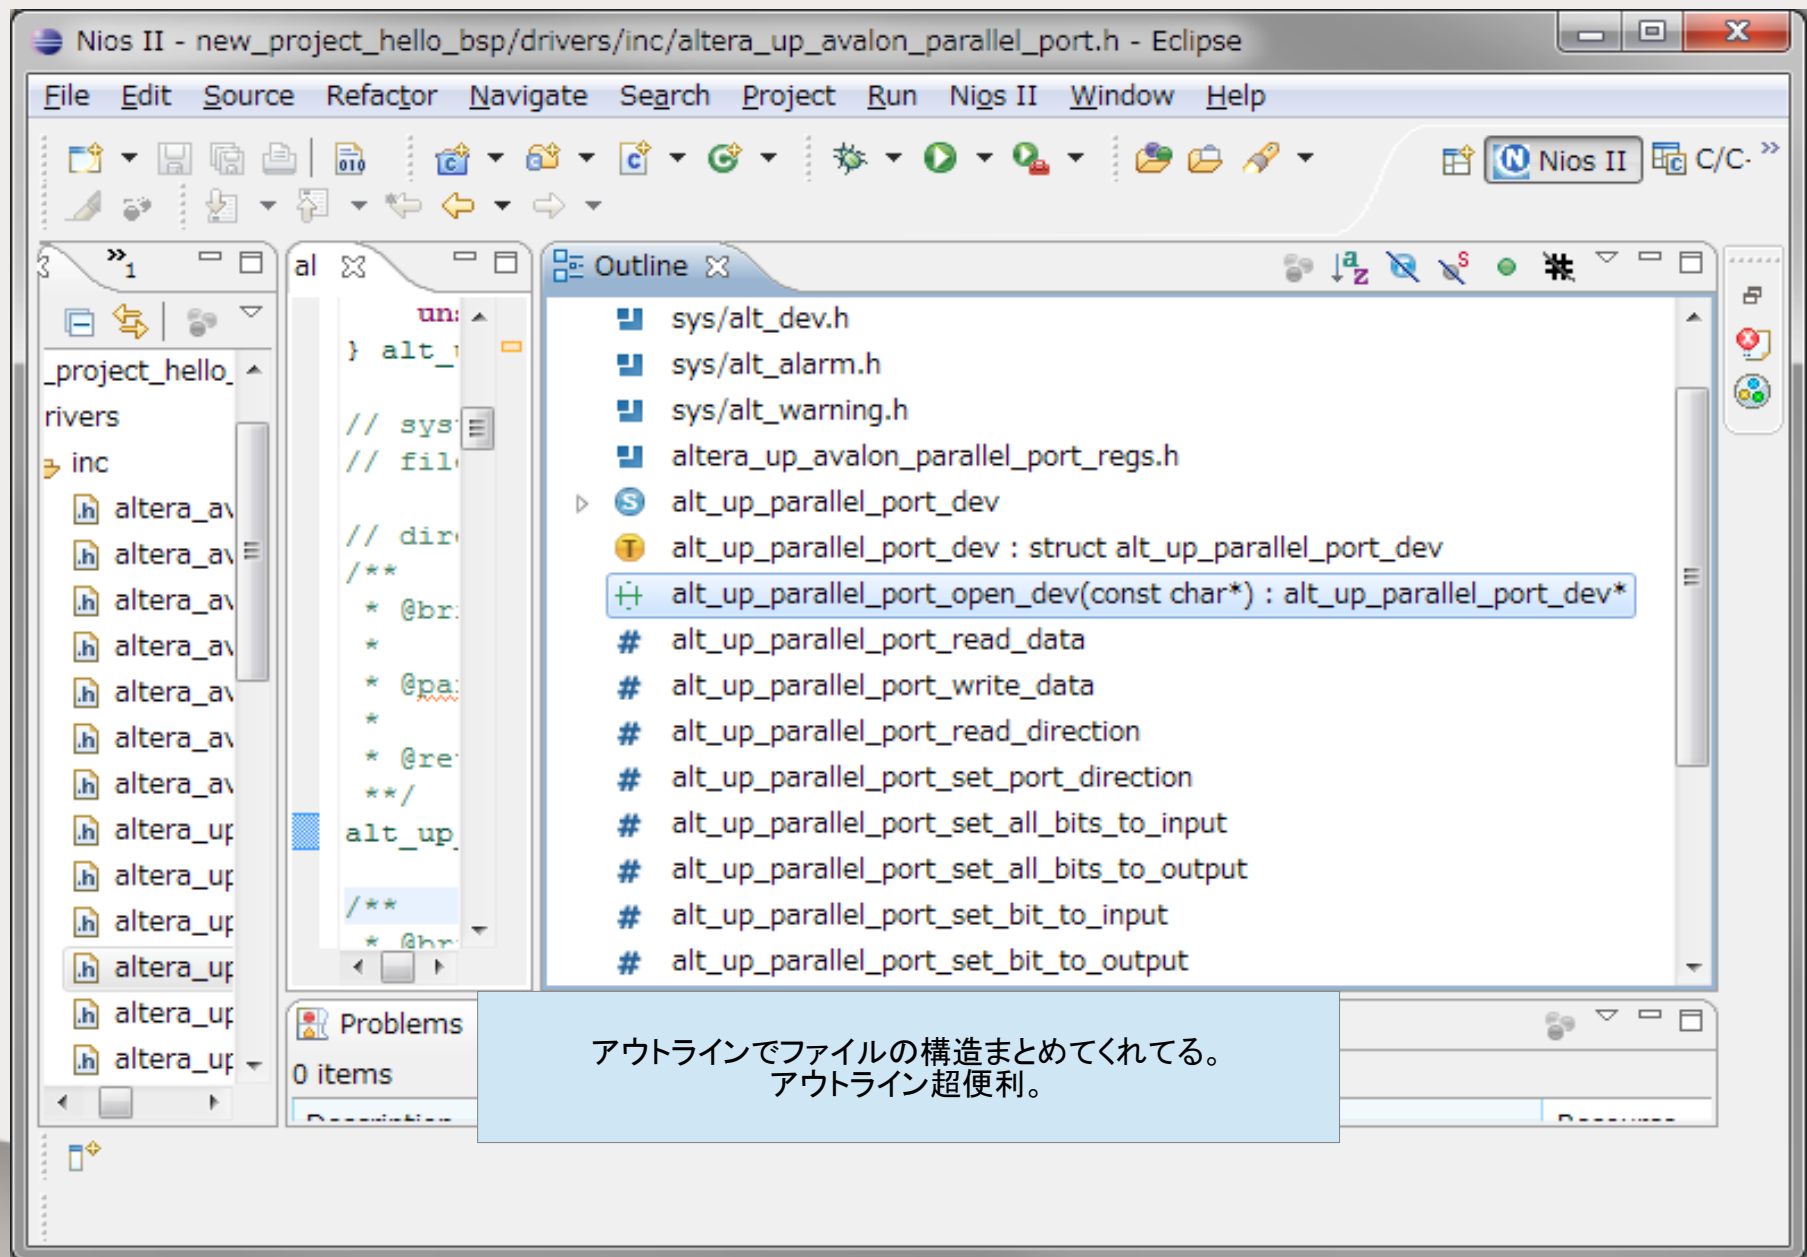 Nios II - new_project_hello_bsp/drivers/inc/altera_up_avalon_parallel_port.h - Eclipse
File Edit Source Refactor Navigate Search Project Run Nios II Window Help
Nios II C/C·
al
Outline
_project_hello_
rivers
inc
altera_av
altera_av
altera_av
altera_av
altera_av
altera_av
altera_av
altera_up
altera_up
altera_up
altera_up
altera_up
altera_up
} alt_
// sys
// fil
// dir
/**
* @br
*
* @pa
*
* @re
**/
alt_up_
/**
* @br
sys/alt_dev.h
sys/alt_alarm.h
sys/alt_warning.h
altera_up_avalon_parallel_port_regs.h
alt_up_parallel_port_dev
alt_up_parallel_port_dev : struct alt_up_parallel_port_dev
alt_up_parallel_port_open_dev(const char*) : alt_up_parallel_port_dev*
alt_up_parallel_port_read_data
alt_up_parallel_port_write_data
alt_up_parallel_port_read_direction
alt_up_parallel_port_set_port_direction
alt_up_parallel_port_set_all_bits_to_input
alt_up_parallel_port_set_all_bits_to_output
alt_up_parallel_port_set_bit_to_input
alt_up_parallel_port_set_bit_to_output
Problems
0 items
アウトラインでファイルの構造まとめてくれてる。
アウトライン超便利。